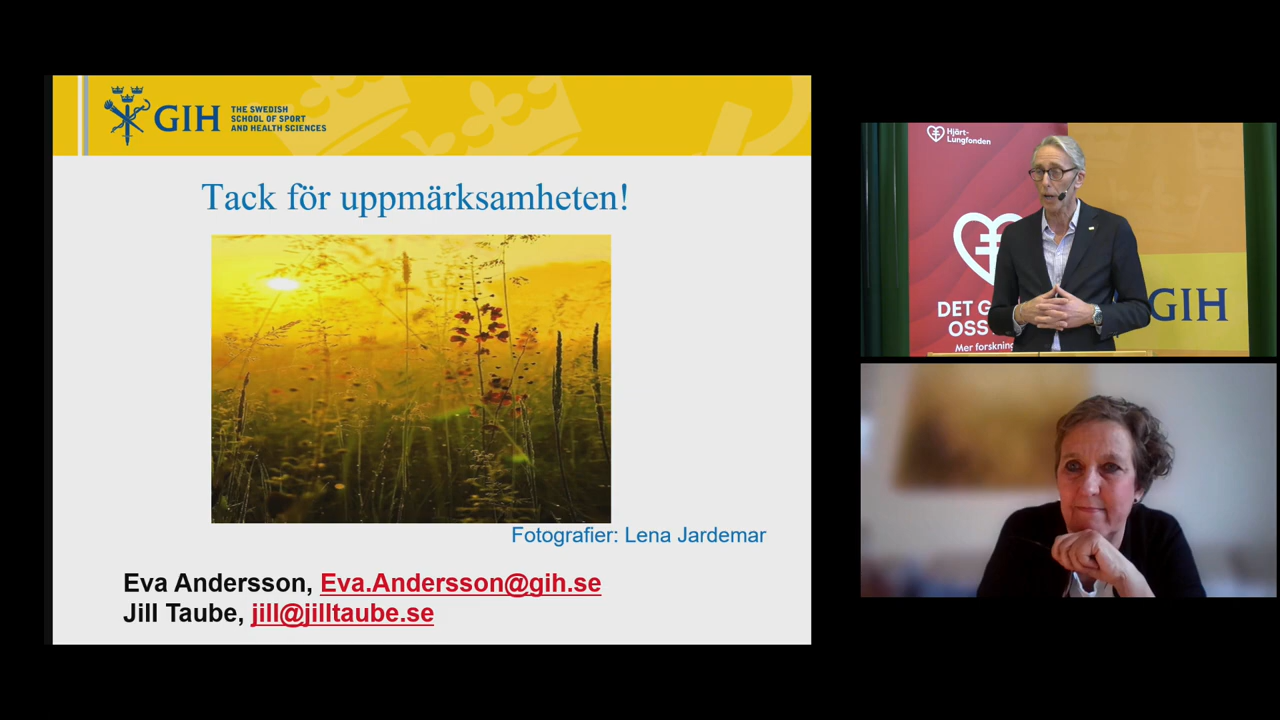 GIH
THE SWEDISH
SCHOOL OF SPORT
AND HEALTH SCIENCES
Tack för uppmärksamheten!
Fotografier: Lena Jardemar
Eva Andersson, Eva.Andersson@gih.se
Jill Taube, jill@jilltaube.se
Hjärt-
Lungfonden
DET G
OSS
Mer forskning
GIH